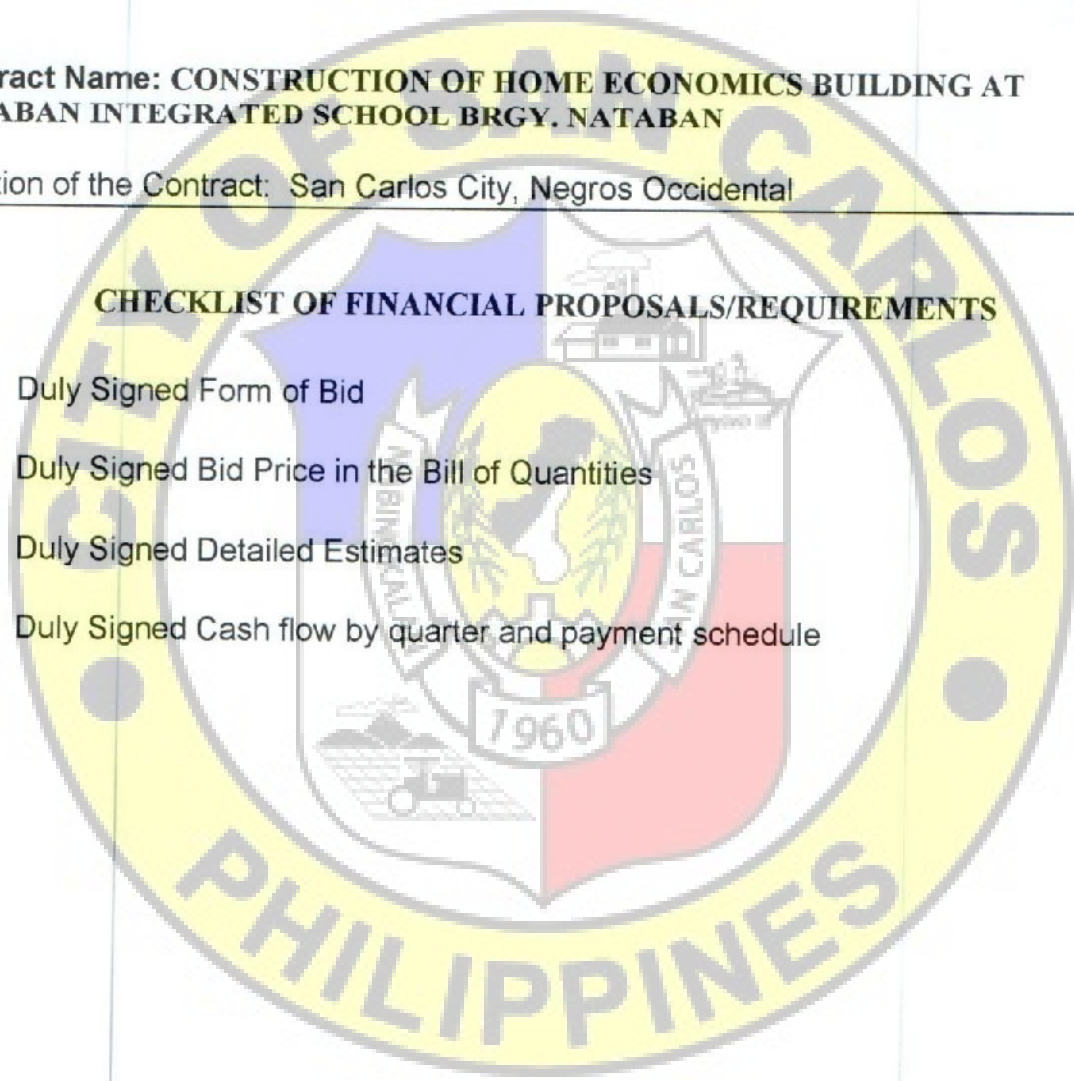 ract Name: CONSTRUCTION OF HOME ECONOMICS BUILDING AT
ABAN INTEGRATED SCHOOL BRGY. NATABAN
tion of the Contract: San Carlos City, Negros Occidental
CHECKLIST OF FINANCIAL PROPOSALS/REQUIREMENTS
Duly Signed Form of Bid
Duly Signed Bid Price in the Bill of Quantities
Duly Signed Detailed Estimates
Duly Signed Cash flow by quarter and payment schedule
CITY OF SAN CARLOS
SAN CARLOS
1960
PHILIPPINES